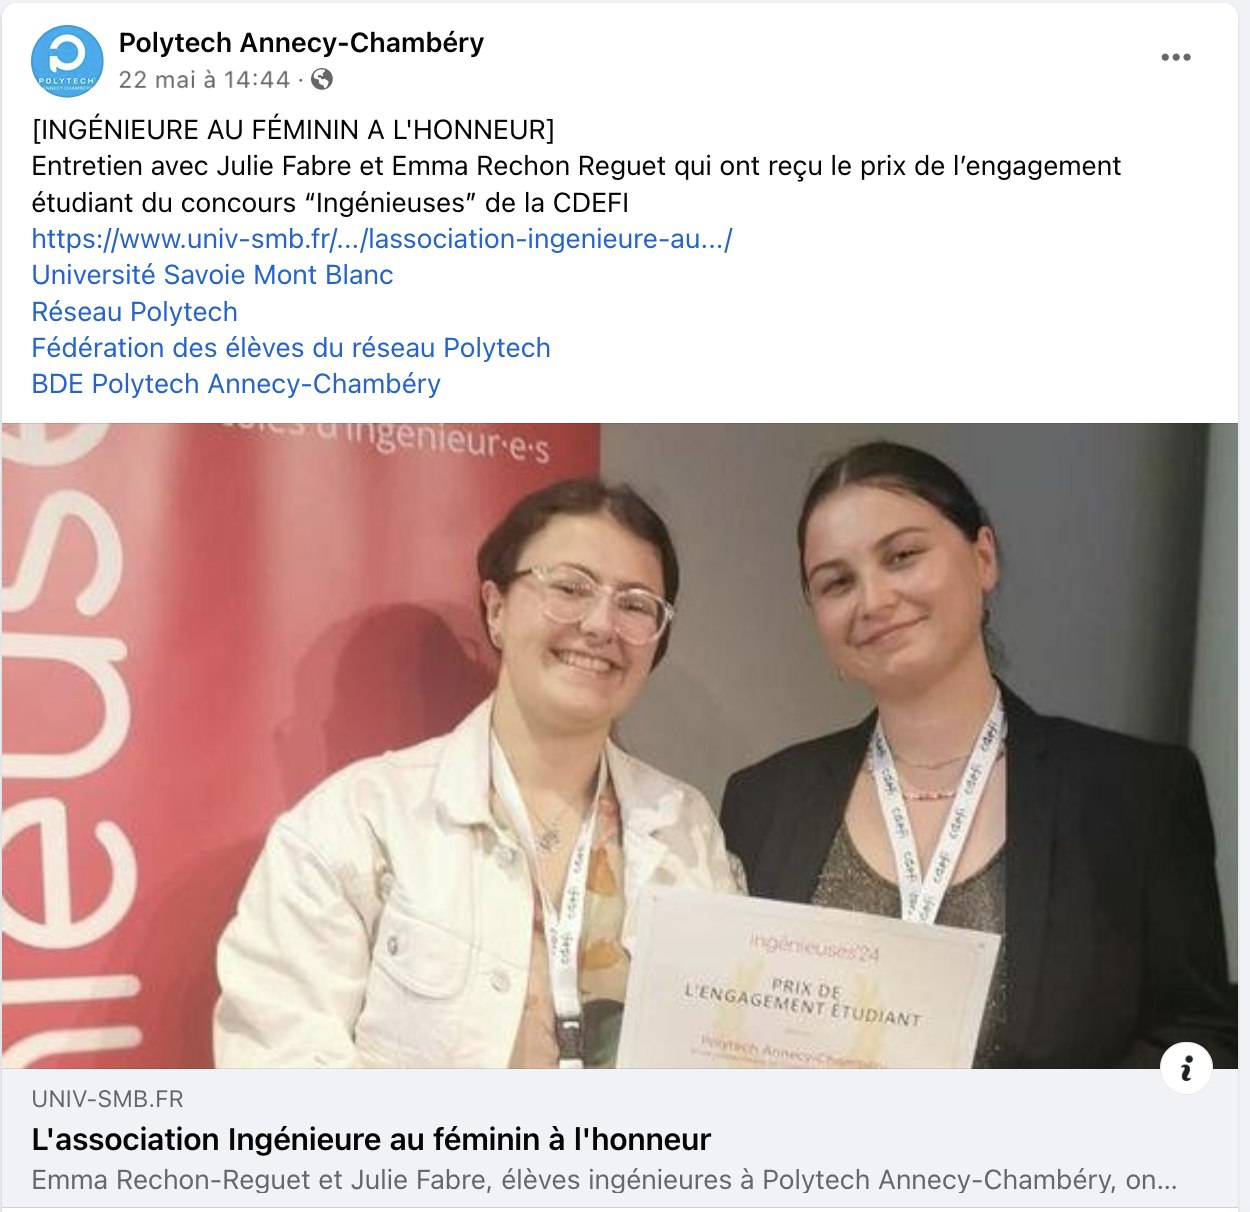 Polytech Annecy-Chambéry
22 mai à 14:44 ·
POLYTECH
ANNECY-CHAMBÉRY
[INGÉNIEURE AU FÉMININ A L'HONNEUR]
Entretien avec Julie Fabre et Emma Rechon Reguet qui ont reçu le prix de l’engagement
étudiant du concours “Ingénieuses” de la CDEFI
https://www.univ-smb.fr/.../lassociation-ingenieure-au.../
Université Savoie Mont Blanc
Réseau Polytech
Fédération des élèves du réseau Polytech
BDE Polytech Annecy-Chambéry
d'ingénieur·e·s
nieuse
cdefi
Ingénieuses'24
PRIX DE
L'ENGAGEMENT ÉTUDIANT
Polytech Annecy-Chambéry
UNIV-SMB.FR
L'association Ingénieure au féminin à l'honneur
Emma Rechon-Reguet et Julie Fabre, élèves ingénieures à Polytech Annecy-Chambéry, on...